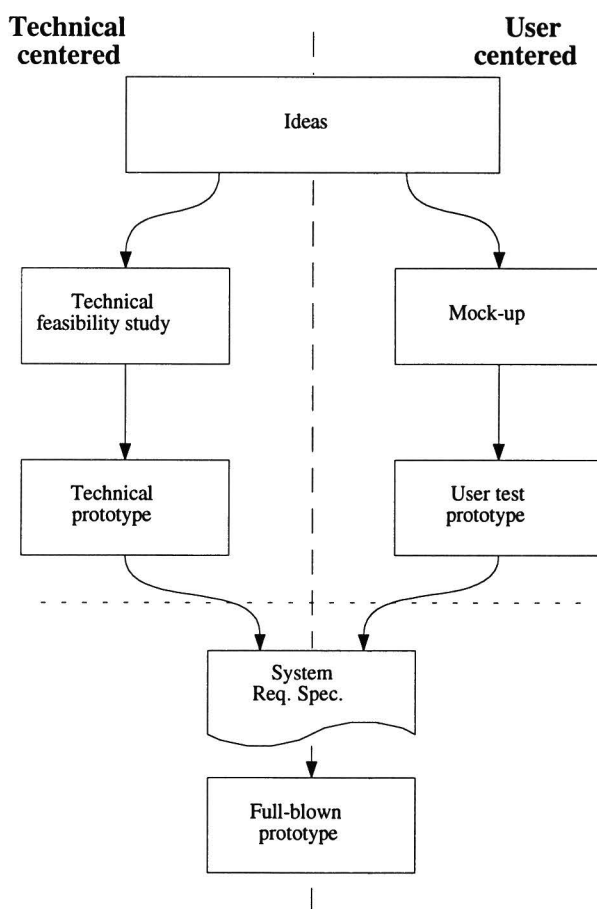 Technical
centered
User
centered
Ideas
Technical
feasibility study
Mock-up
Technical
prototype
User test
prototype
System
Req. Spec.
Full-blown
prototype